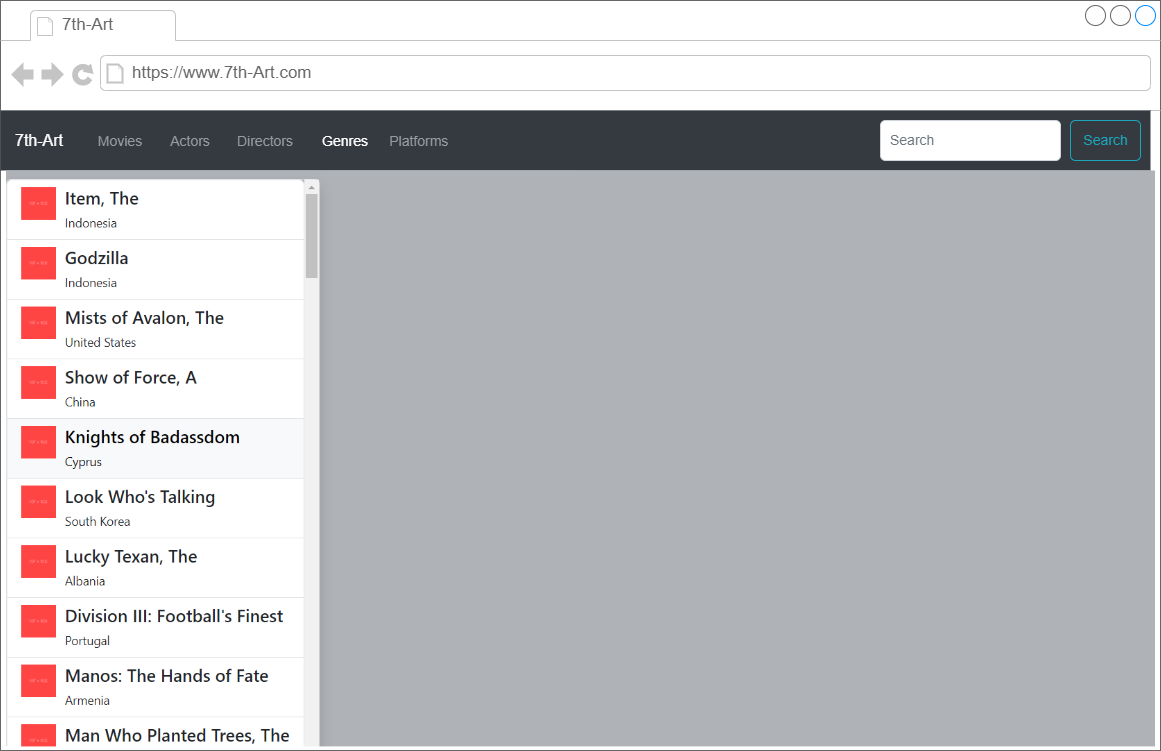 7th-Art
https://www.7th-Art.com
7th-Art Movies Actors Directors Genres Platforms Search Search
Item, The
Indonesia
Godzilla
Indonesia
Mists of Avalon, The
United States
Show of Force, A
China
Knights of Badassdom
Cyprus
Look Who's Talking
South Korea
Lucky Texan, The
Albania
Division III: Football's Finest
Portugal
Manos: The Hands of Fate
Armenia
Man Who Planted Trees, The